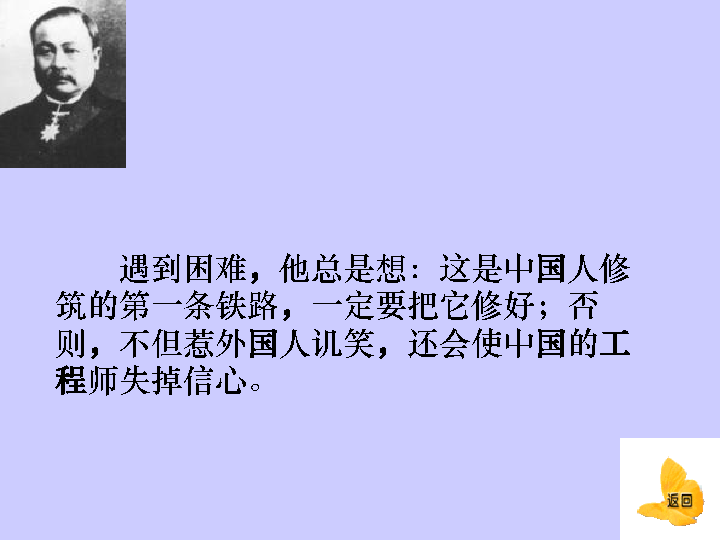 遇到困难，他总是想：这是中国人修
筑的第一条铁路，一定要把它修好；否
则，不但惹外国人讥笑，还会使中国的工
程师失掉信心。
返回